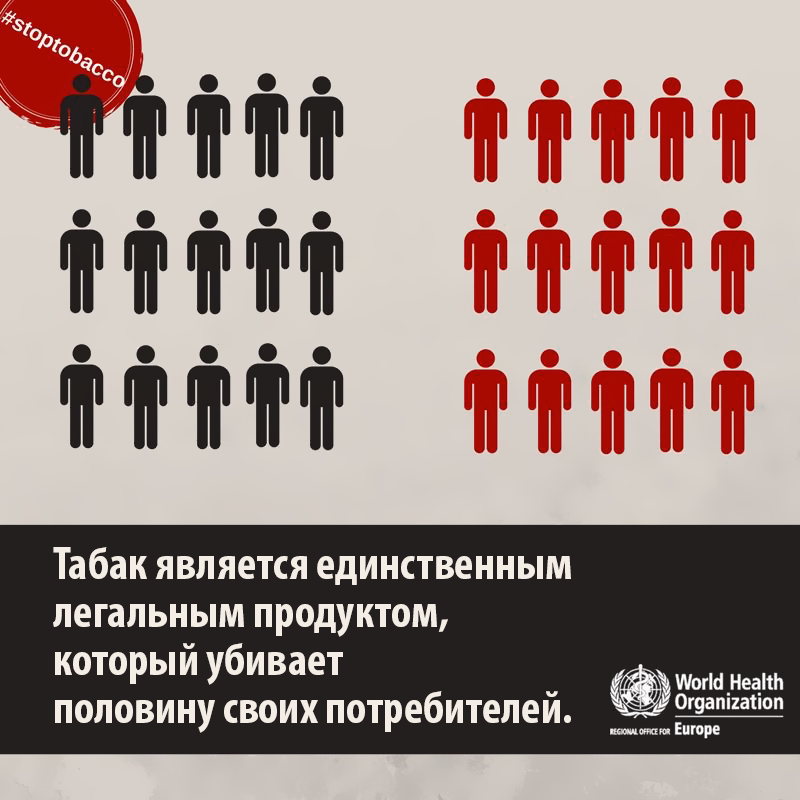 #stoptobacco
Табак является единственным
легальным продуктом,
который убивает
половину своих потребителей.
World Health
Organization
REGIONAL OFFICE FOR Europe